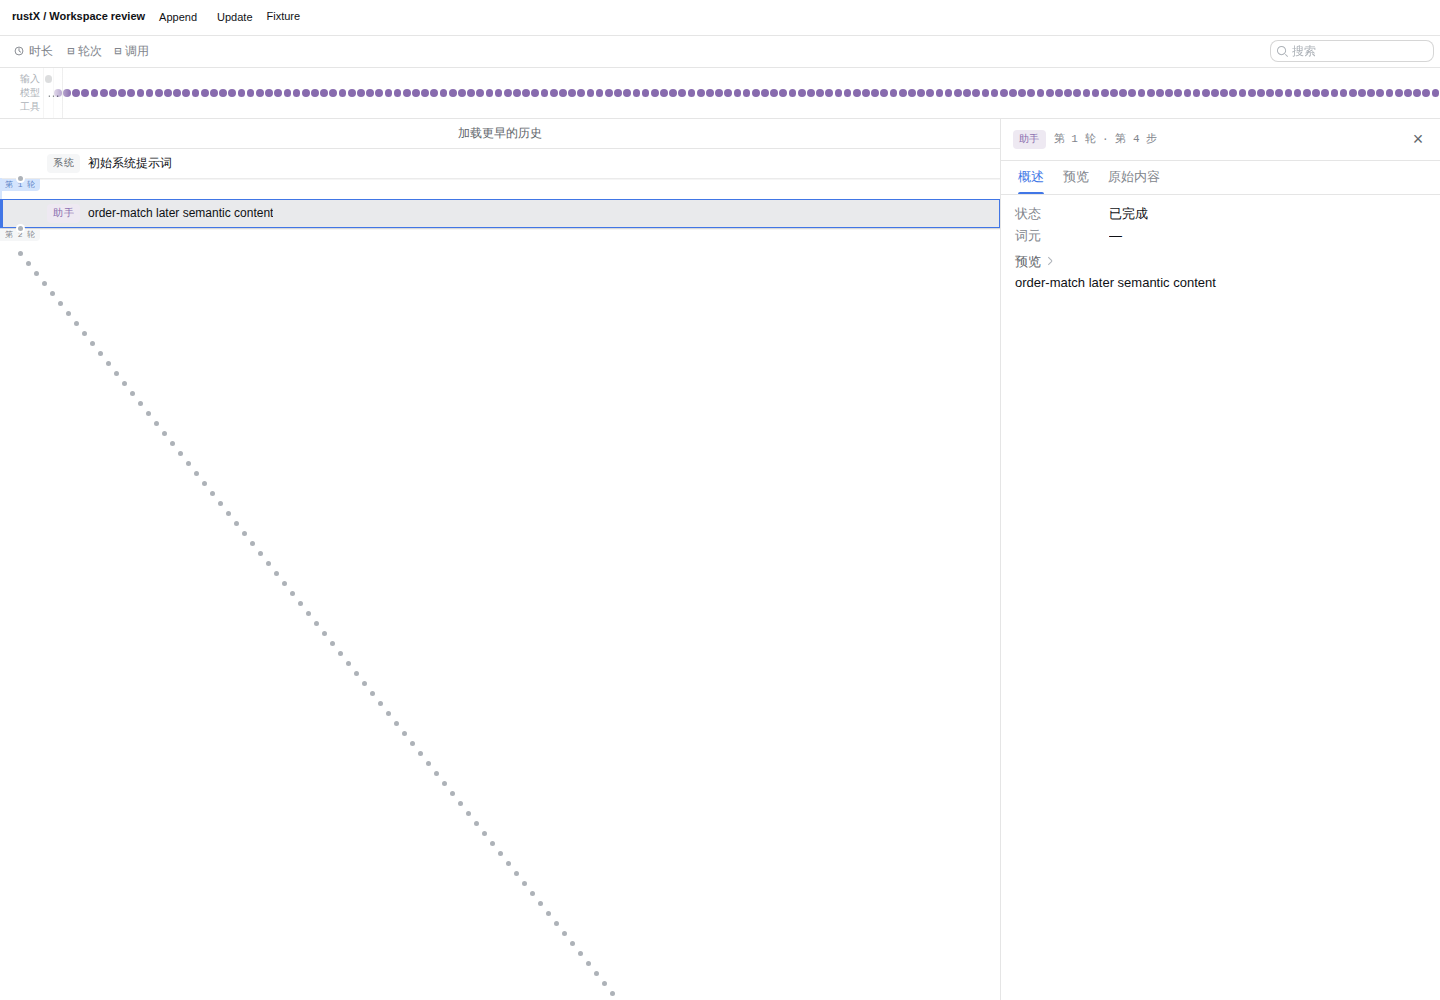 rustX / Workspace review Append Update Fixture
时长 轮次 调用 搜索
输入
模型
工具
加载更早的历史
系统 初始系统提示词
第 1 轮
助手 order-match later semantic content
第 2 轮
助手 第 1 轮 · 第 4 步 ×
概述 预览 原始内容
状态 已完成
词元 —
预览
order-match later semantic content